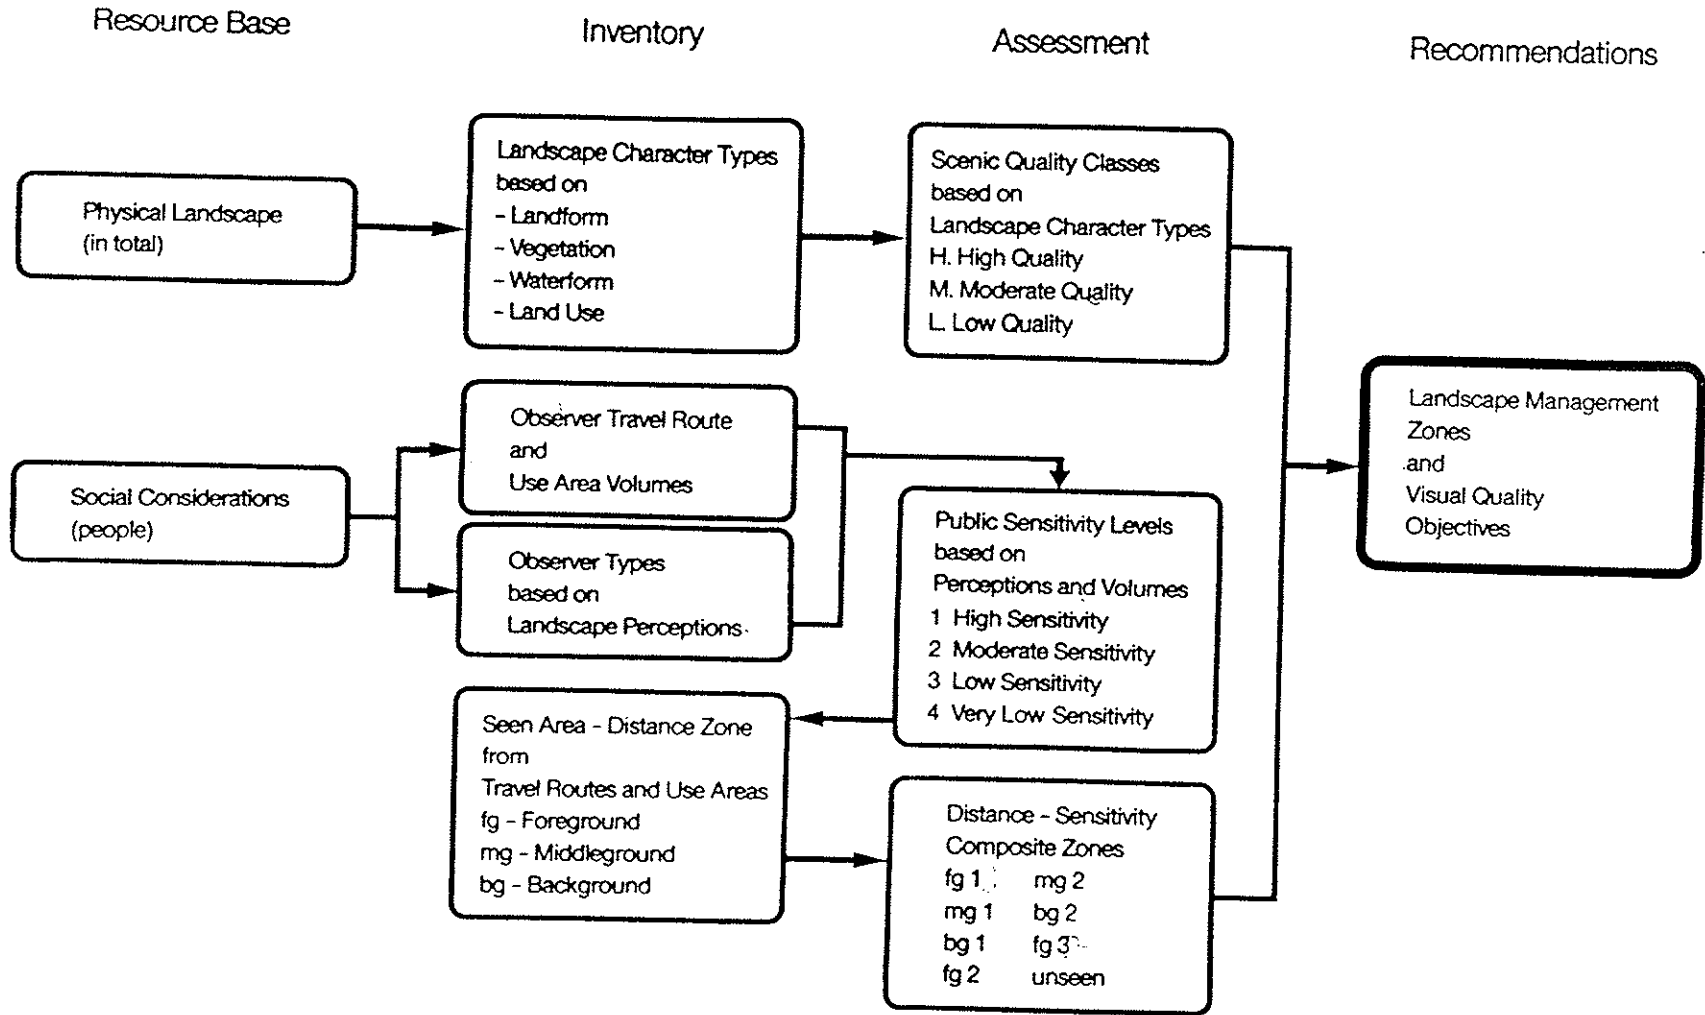 Resource Base
Inventory
Assessment
Recommendations
Physical Landscape
(in total)
Landscape Character Types
based on
- Landform
- Vegetation
- Waterform
- Land Use
Scenic Quality Classes
based on
Landscape Character Types
H. High Quality
M. Moderate Quality
L. Low Quality
Social Considerations
(people)
Observer Travel Route
and
Use Area Volumes
Observer Types
based on
Landscape Perceptions
Public Sensitivity Levels
based on
Perceptions and Volumes
1 High Sensitivity
2 Moderate Sensitivity
3 Low Sensitivity
4 Very Low Sensitivity
Seen Area - Distance Zone
from
Travel Routes and Use Areas
fg - Foreground
mg - Middleground
bg - Background
Distance - Sensitivity
Composite Zones
fg 1 mg 2
mg 1 bg 2
bg 1 fg 3
fg 2 unseen
Landscape Management
Zones
and
Visual Quality
Objectives